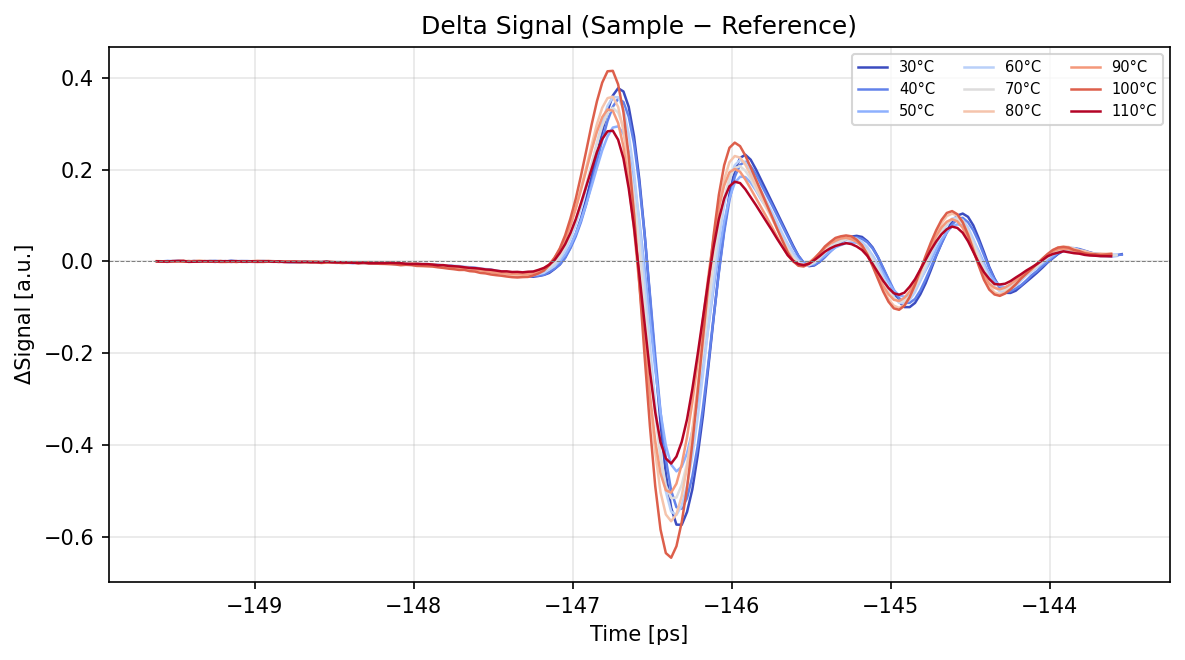 Delta Signal (Sample − Reference)
30°C 60°C 90°C
40°C 70°C 100°C
50°C 80°C 110°C
ΔSignal [a.u.]
0.4
0.2
0.0
−0.2
−0.4
−0.6
−149 −148 −147 −146 −145 −144
Time [ps]